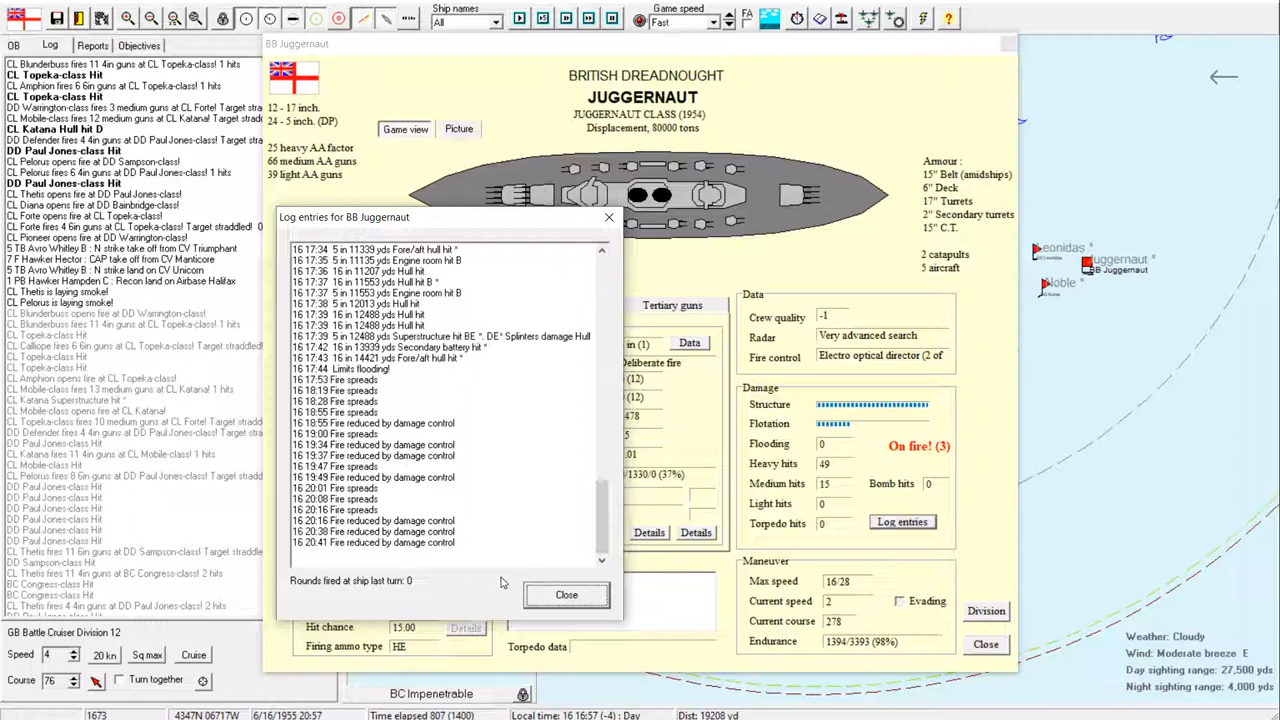 Ship names
All
Game speed
Fast
FA
OB
Log
Reports
Objectives
CL Blunderbuss fires 11 4in guns at CL Topeka-class! 1 hits
CL Topeka-class Hit
CL Amphion fires 6 6in guns at CL Topeka-class! 1 hits
CL Topeka-class Hit
DD Warrington-class fires 3 medium guns at CL Forte! Target stradd
CL Mobile-class fires 12 medium guns at CL Katana! Target straddle
CL Katana Hull hit D
DD Defender fires 4 4in guns at DD Paul Jones-class! 1 hits
DD Paul Jones-class Hit
CL Pelorus opens fire at DD Sampson-class!
CL Pelorus fires 6 6in guns at DD Paul Jones-class! 1 hits
DD Paul Jones-class Hit
CL Thetis opens fire at DD Paul Jones-class!
CL Diana opens fire at DD Bainbridge-class!
CL Forte opens fire at DD Warrington-class!
CL Forte fires 4 6in guns at DD Warrington-class! Target straddled! 0
CL Pioneer opens fire at DD Warrington-class!
5 TB Avro Whitley B : N strike take off from CV Triumphant
7 F Hawker Hector : CAP take off from CV Manticore
5 TB Avro Whitley B : N strike land on CV Unicorn
1 PB Hawker Hampden C : Recon land on Airbase Halifax
CL Thetis is laying smoke!
CL Pelorus is laying smoke!
CL Blunderbuss opens fire at CL Topeka-class!
CL Blunderbuss fires 11 4in guns at CL Topeka-class! 1 hits
CL Topeka-class Hit
CL Calliope fires 6 6in guns at CL Topeka-class! 1 hits
CL Topeka-class Hit
CL Amphion opens fire at CL Topeka-class!
CL Mobile-class fires 13 medium guns at CL Katana! 1 hits
CL Katana Superstructure hit *
CL Mobile-class opens fire at CL Katana!
CL Topeka-class fires 10 medium guns at CL Forte! Target straddled
DD Defender fires 4 4in guns at DD Paul Jones-class! 1 hits
DD Paul Jones-class Hit
CL Katana fires 11 4in guns at CL Mobile-class! 1 hits
CL Mobile-class Hit
CL Pelorus fires 8 6in guns at DD Paul Jones-class! 1 hits
DD Paul Jones-class Hit
DD Paul Jones-class Hit
CL Thetis fires 11 6in guns at DD Sampson-class! Target straddled! 1
DD Sampson-class Hit
CL Thetis opens fire at BC Congress-class! 2 hits
BC Congress-class Hit
BC Congress-class Hit
CL Thetis fires 4 6in guns at DD Paul Jones-class! 2 hits
GB Battle Cruiser Division 12
Speed
4
20 kn
Sq max
Cruise
Course
76
Turn together
BB Juggernaut
12 - 17 inch.
24 - 5 inch. (DP)
25 heavy AA factor
66 medium AA guns
39 light AA guns
BRITISH DREADNOUGHT
JUGGERNAUT
JUGGERNAUT CLASS (1954)
Displacement, 80000 tons
Game view
Picture
Armour :
15" Belt (amidships)
6" Deck
17" Turrets
2" Secondary turrets
15" C.T.
2 catapults
5 aircraft
Log entries for BB Juggernaut
16 17:34 5 in 11339 yds Fore/aft hull hit *
16 17:35 5 in 11135 yds Engine room hit B
16 17:36 16 in 11207 yds Hull hit
16 17:37 16 in 11553 yds Hull hit B *
16 17:37 5 in 11553 yds Engine room hit B
16 17:38 5 in 12013 yds Hull hit
16 17:39 16 in 12488 yds Hull hit
16 17:39 16 in 12488 yds Hull hit
16 17:39 5 in 12488 yds Superstructure hit BE *. DE* Splinters damage Hull
16 17:42 16 in 13939 yds Secondary battery hit *
16 17:43 16 in 14421 yds Fore/aft hull hit *
16 17:44 Limits flooding!
16 17:53 Fire spreads
16 18:19 Fire spreads
16 18:28 Fire spreads
16 18:55 Fire spreads
16 18:55 Fire reduced by damage control
16 19:00 Fire spreads
16 19:34 Fire reduced by damage control
16 19:37 Fire reduced by damage control
16 19:47 Fire spreads
16 19:49 Fire reduced by damage control
16 20:01 Fire spreads
16 20:08 Fire spreads
16 20:16 Fire spreads
16 20:16 Fire reduced by damage control
16 20:38 Fire reduced by damage control
16 20:41 Fire reduced by damage control
Rounds fired at ship last turn: 0
Close
Tertiary guns
in (1)
Data
Deliberate fire
(12)
(12)
478
5
.01
/1330/0 (37%)
Details
Details
Hit chance
15.00
Details
Firing ammo type
HE
Torpedo data
Data
Crew quality
-1
Radar
Very advanced search
Fire control
Electro optical director (2 of
Damage
Structure
Flotation
Flooding
0
On fire! (3)
Heavy hits
49
Medium hits
15
Bomb hits
0
Light hits
0
Torpedo hits
0
Log entries
Maneuver
Max speed
16/28
Current speed
2
Evading
Current course
278
Endurance
1394/3393 (98%)
Division
Close
Leonidas *
Juggernaut *
BB Juggernaut
Noble *
Weather: Cloudy
Wind: Moderate breeze E
Day sighting range: 27,500 yds
Night sighting range: 4,000 yds
BC Impenetrable
1673
4347N 06717W
6/16/1955 20:57
Time elapsed 807 (1400)
Local time: 16 16:57 (-4) : Day
Dist: 19208 yd